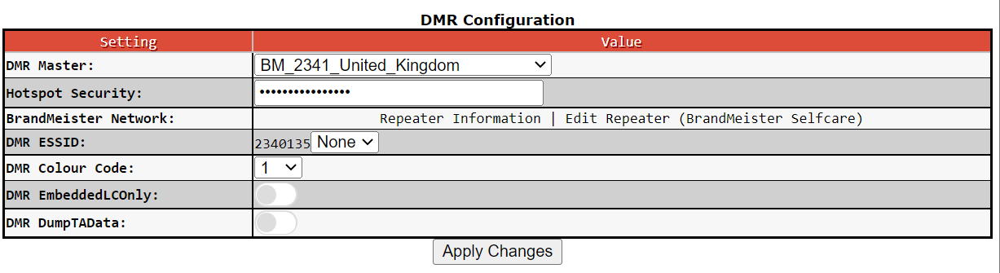 DMR Configuration
Setting Value
DMR Master: BM_2341_United_Kingdom
Hotspot Security: ••••••••••••••••
BrandMeister Network: Repeater Information | Edit Repeater (BrandMeister Selfcare)
DMR ESSID: 2340135 None
DMR Colour Code: 1
DMR EmbeddedLCOnly:
DMR DumpTAData:
Apply Changes